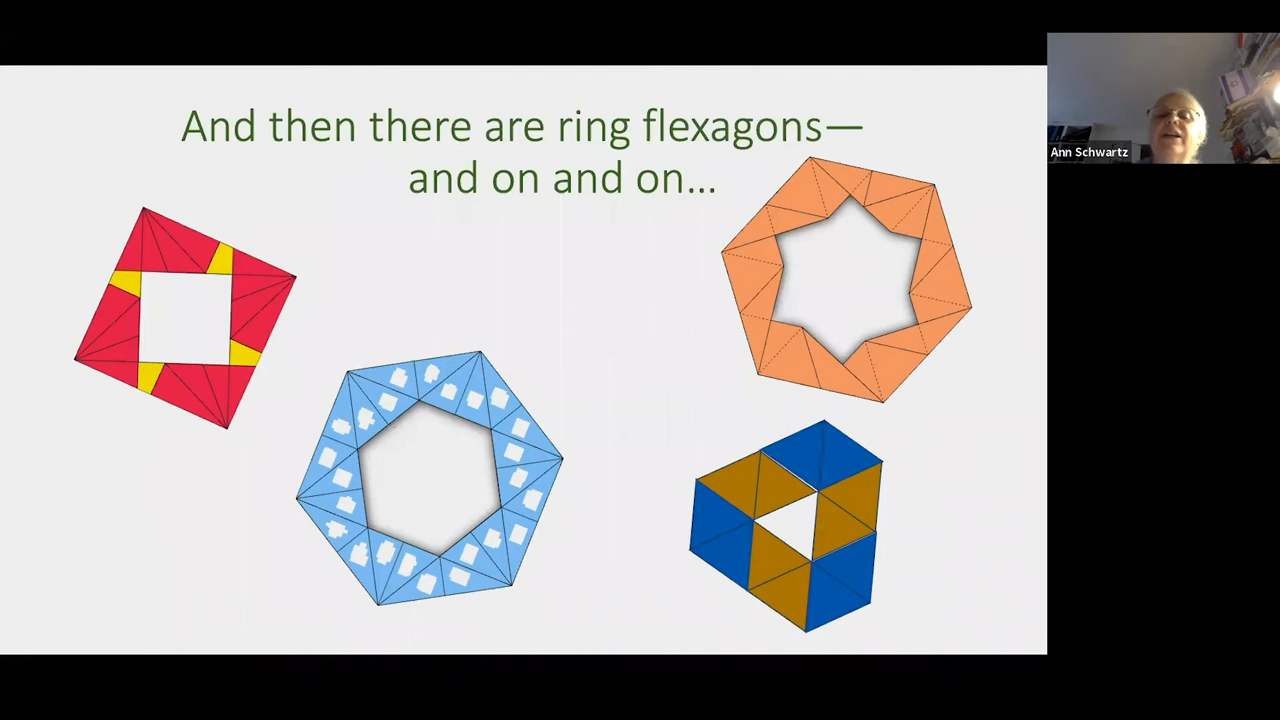 And then there are ring flexagons—
and on and on...
Ann Schwartz